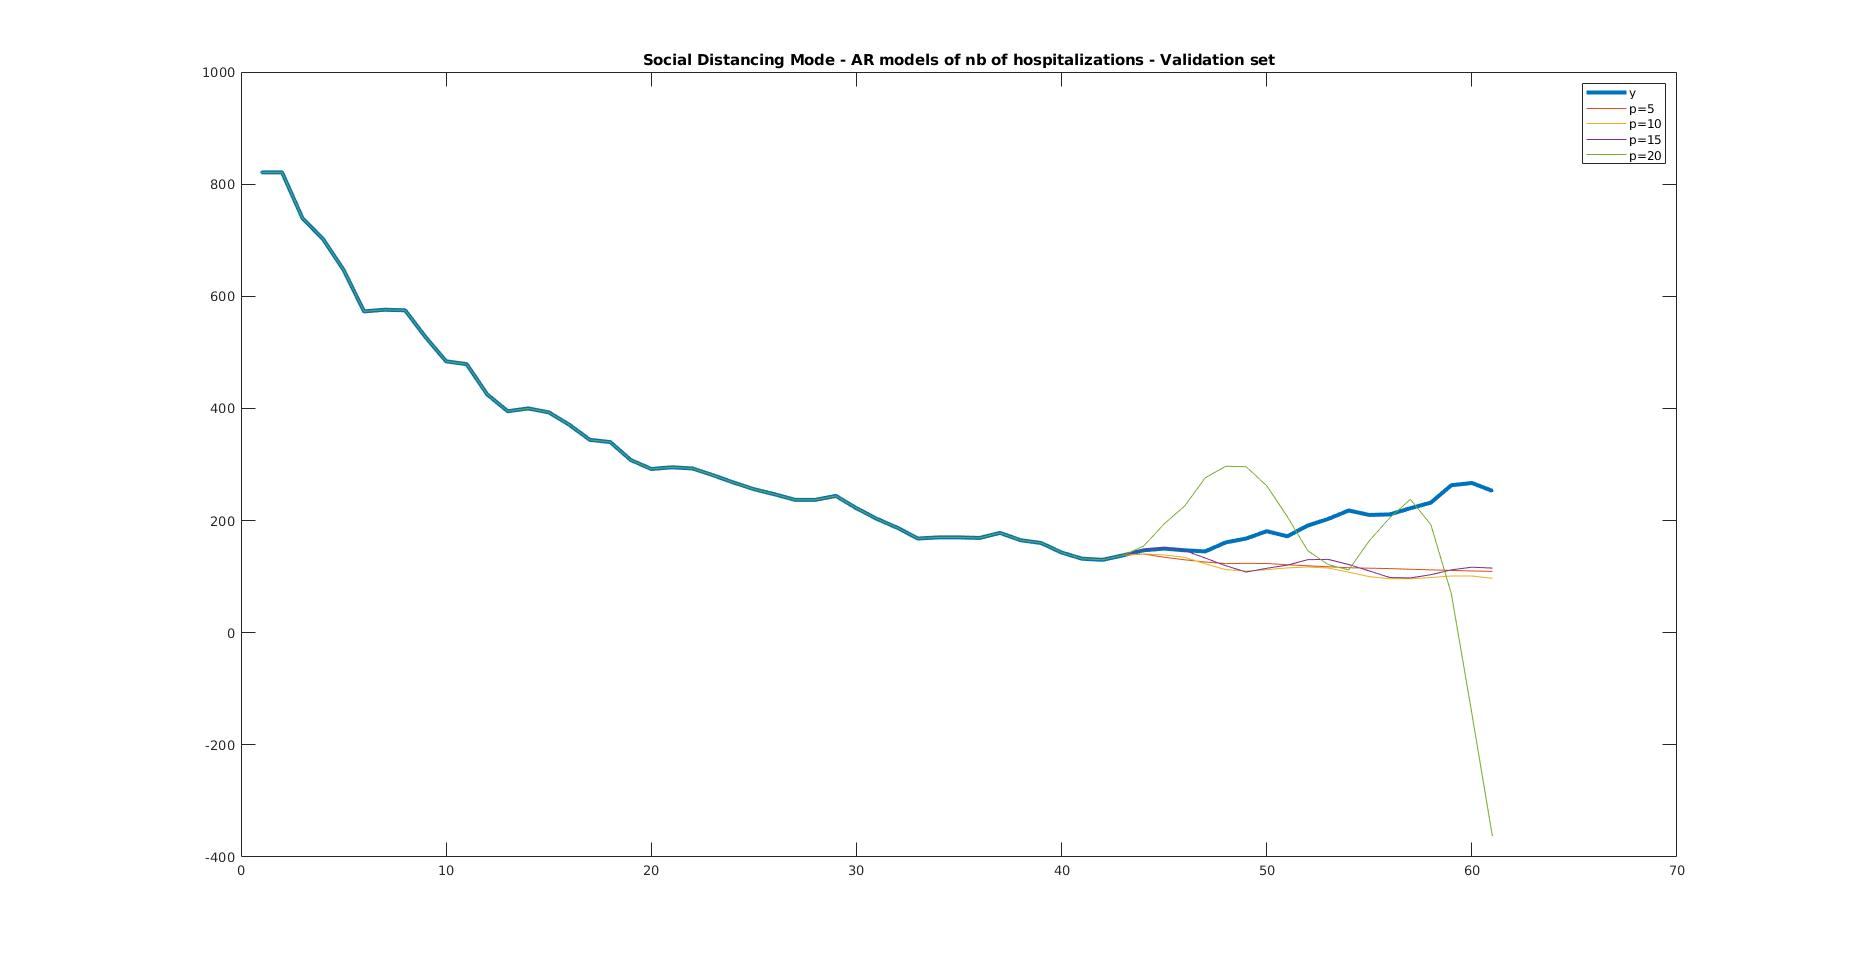 Social Distancing Mode - AR models of nb of hospitalizations - Validation set
1000
800
600
400
200
0
-200
-400
0 10 20 30 40 50 60 70
y
p=5
p=10
p=15
p=20